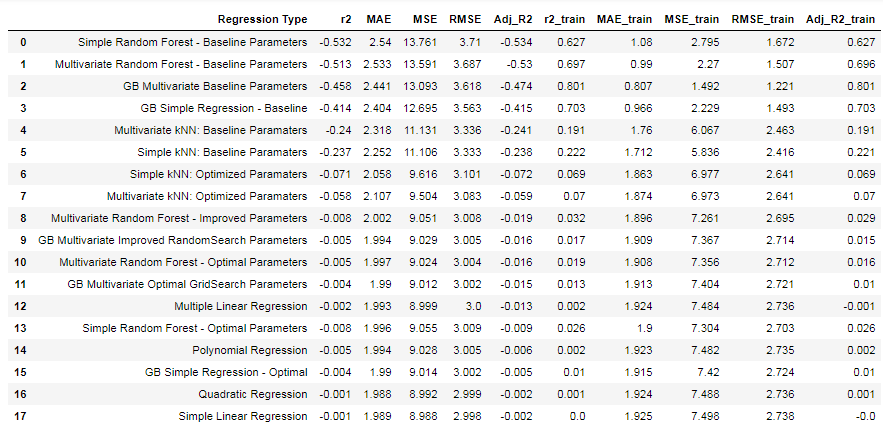 Regression Type r2 MAE MSE RMSE Adj_R2 r2_train MAE_train MSE_train RMSE_train Adj_R2_train
0 Simple Random Forest - Baseline Parameters -0.532 2.54 13.761 3.71 -0.534 0.627 1.08 2.795 1.672 0.627
1 Multivariate Random Forest - Baseline Parameters -0.513 2.533 13.591 3.687 -0.53 0.697 0.99 2.27 1.507 0.696
2 GB Multivariate Baseline Parameters -0.458 2.441 13.093 3.618 -0.474 0.801 0.807 1.492 1.221 0.801
3 GB Simple Regression - Baseline -0.414 2.404 12.695 3.563 -0.415 0.703 0.966 2.229 1.493 0.703
4 Multivariate kNN: Baseline Paramaters -0.24 2.318 11.131 3.336 -0.241 0.191 1.76 6.067 2.463 0.191
5 Simple kNN: Baseline Paramaters -0.237 2.252 11.106 3.333 -0.238 0.222 1.712 5.836 2.416 0.221
6 Simple kNN: Optimized Paramaters -0.071 2.058 9.616 3.101 -0.072 0.069 1.863 6.977 2.641 0.069
7 Multivariate kNN: Optimized Paramaters -0.058 2.107 9.504 3.083 -0.059 0.07 1.874 6.973 2.641 0.07
8 Multivariate Random Forest - Improved Parameters -0.008 2.002 9.051 3.008 -0.019 0.032 1.896 7.261 2.695 0.029
9 GB Multivariate Improved RandomSearch Parameters -0.005 1.994 9.029 3.005 -0.016 0.017 1.909 7.367 2.714 0.015
10 Multivariate Random Forest - Optimal Parameters -0.005 1.997 9.024 3.004 -0.016 0.019 1.908 7.356 2.712 0.016
11 GB Multivariate Optimal GridSearch Parameters -0.004 1.99 9.012 3.002 -0.015 0.013 1.913 7.404 2.721 0.01
12 Multiple Linear Regression -0.002 1.993 8.999 3.0 -0.013 0.002 1.924 7.484 2.736 -0.001
13 Simple Random Forest - Optimal Parameters -0.008 1.996 9.055 3.009 -0.009 0.026 1.9 7.304 2.703 0.026
14 Polynomial Regression -0.005 1.994 9.028 3.005 -0.006 0.002 1.923 7.482 2.735 0.002
15 GB Simple Regression - Optimal -0.004 1.99 9.014 3.002 -0.005 0.01 1.915 7.42 2.724 0.01
16 Quadratic Regression -0.001 1.988 8.992 2.999 -0.002 0.001 1.924 7.488 2.736 0.001
17 Simple Linear Regression -0.001 1.989 8.988 2.998 -0.002 0.0 1.925 7.498 2.738 -0.0